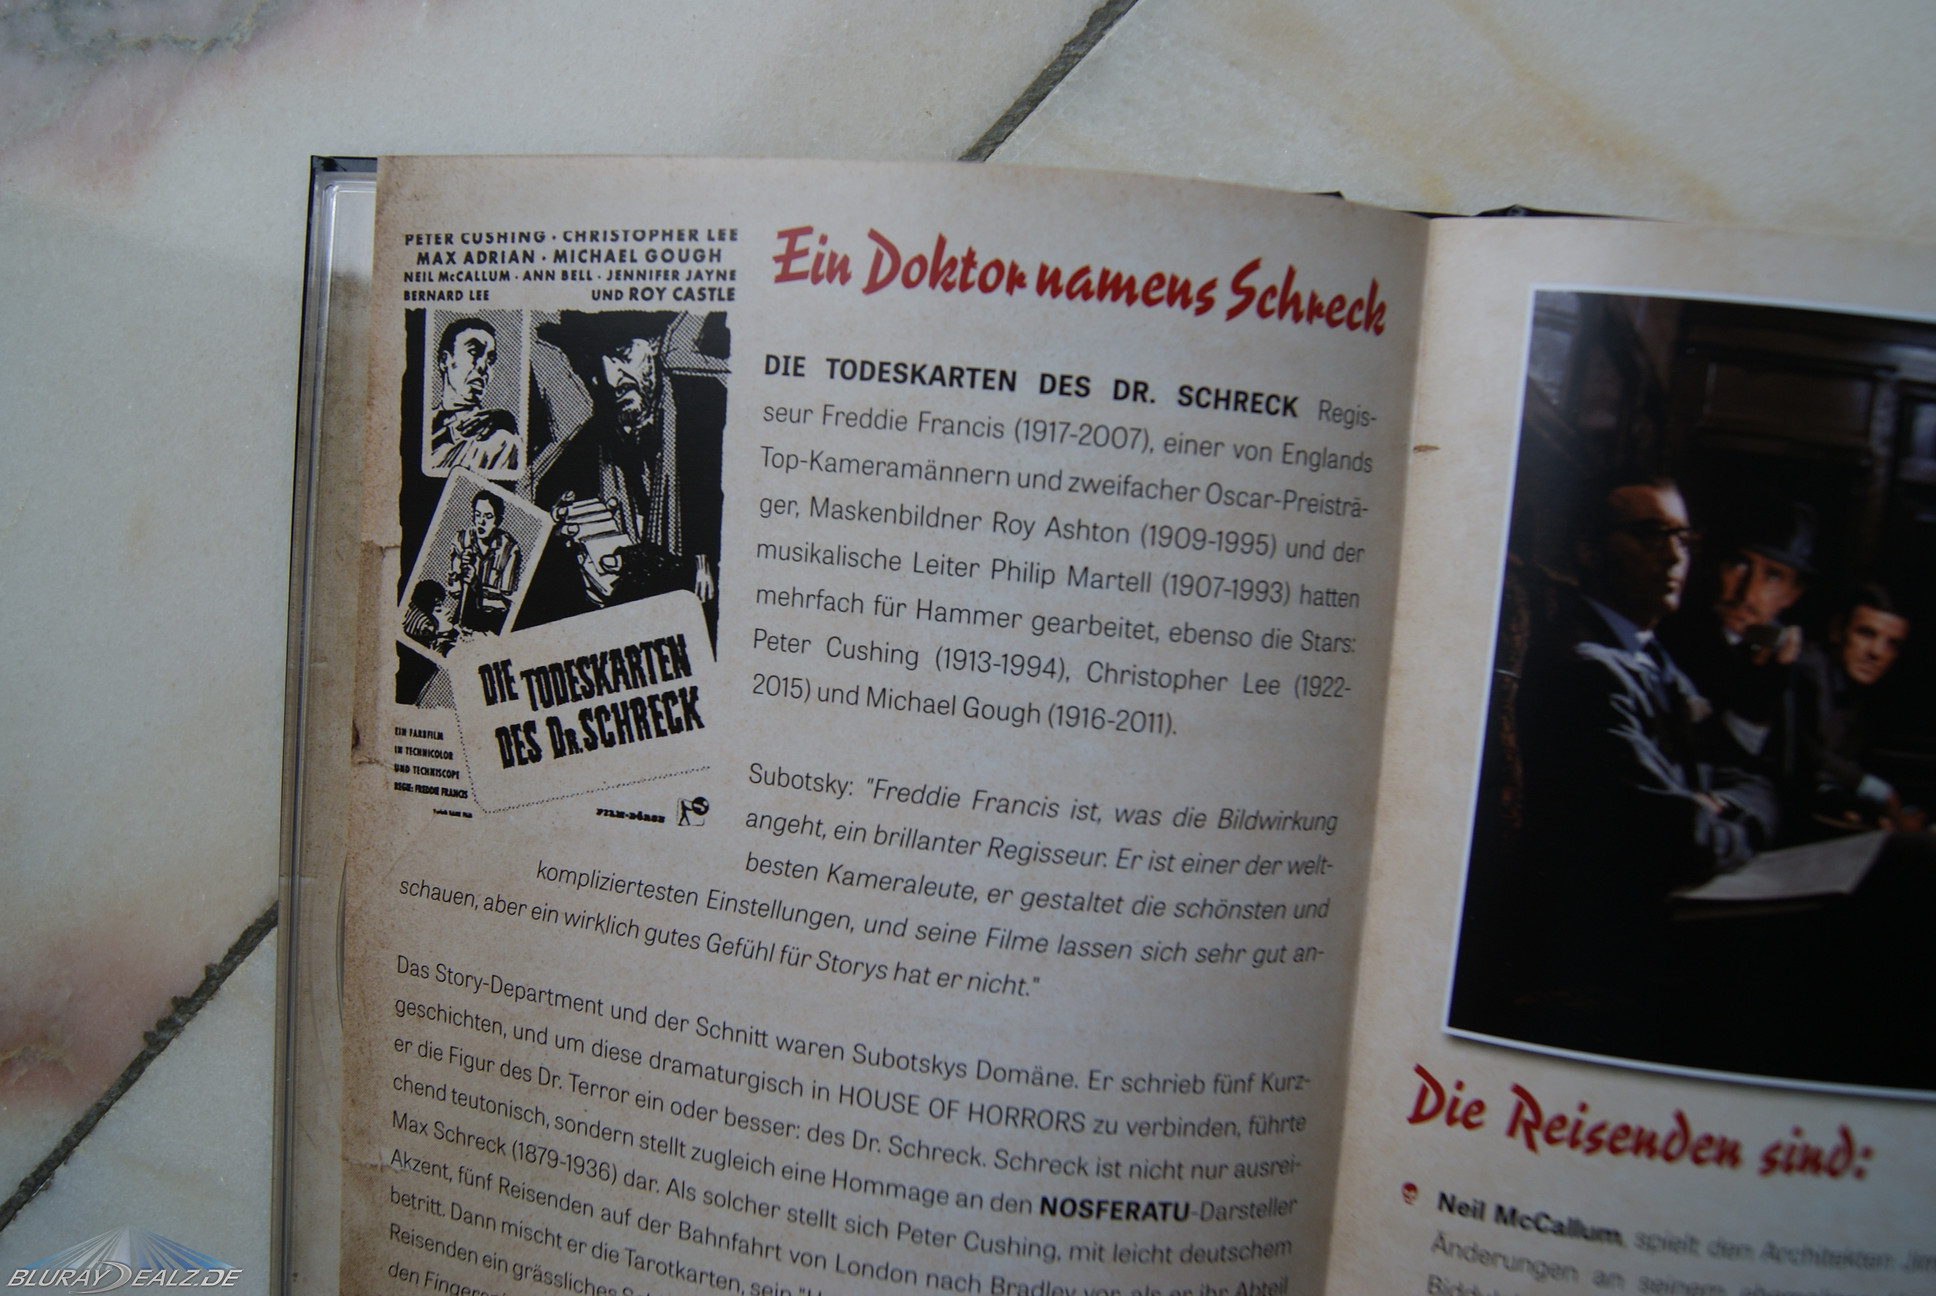 PETER CUSHING · CHRISTOPHER LEE
MAX ADRIAN · MICHAEL GOUGH
NEIL McCALLUM · ANN BELL · JENNIFER JAYNE
BERNARD LEE UND ROY CASTLE
DIE TODESKARTEN
DES DR. SCHRECK
EIN FARBFILM
IN TECHNICOLOR
UND TECHNISCOPE
REGIE: FREDDIE FRANCIS
Ein Doktor namens Schreck
DIE TODESKARTEN DES DR. SCHRECK Regis-
seur Freddie Francis (1917-2007), einer von Englands
Top-Kameramännern und zweifacher Oscar-Preisträ-
ger, Maskenbildner Roy Ashton (1909-1995) und der
musikalische Leiter Philip Martell (1907-1993) hatten
mehrfach für Hammer gearbeitet, ebenso die Stars:
Peter Cushing (1913-1994), Christopher Lee (1922-
2015) und Michael Gough (1916-2011).
Subotsky: "Freddie Francis ist, was die Bildwirkung
angeht, ein brillanter Regisseur. Er ist einer der welt-
besten Kameraleute, er gestaltet die schönsten und
kompliziertesten Einstellungen, und seine Filme lassen sich sehr gut an-
schauen, aber ein wirklich gutes Gefühl für Storys hat er nicht."
Das Story-Department und der Schnitt waren Subotskys Domäne. Er schrieb fünf Kurz-
geschichten, und um diese dramaturgisch in HOUSE OF HORRORS zu verbinden, führte
er die Figur des Dr. Terror ein oder besser: des Dr. Schreck. Schreck ist nicht nur ausrei-
chend teutonisch, sondern stellt zugleich eine Hommage an den NOSFERATU-Darsteller
Max Schreck (1879-1936) dar. Als solcher stellt sich Peter Cushing, mit leicht deutschem
Akzent, fünf Reisenden auf der Bahnfahrt von London nach Bradley vor, als er ihr Abteil
betritt. Dann mischt er die Tarotkarten, sein
Reisenden ein grässliches
den
Die Reisenden sind:
Neil McCallum, spielt den Architekten
Änderungen an seinem
BLURAYDEALZ.DE